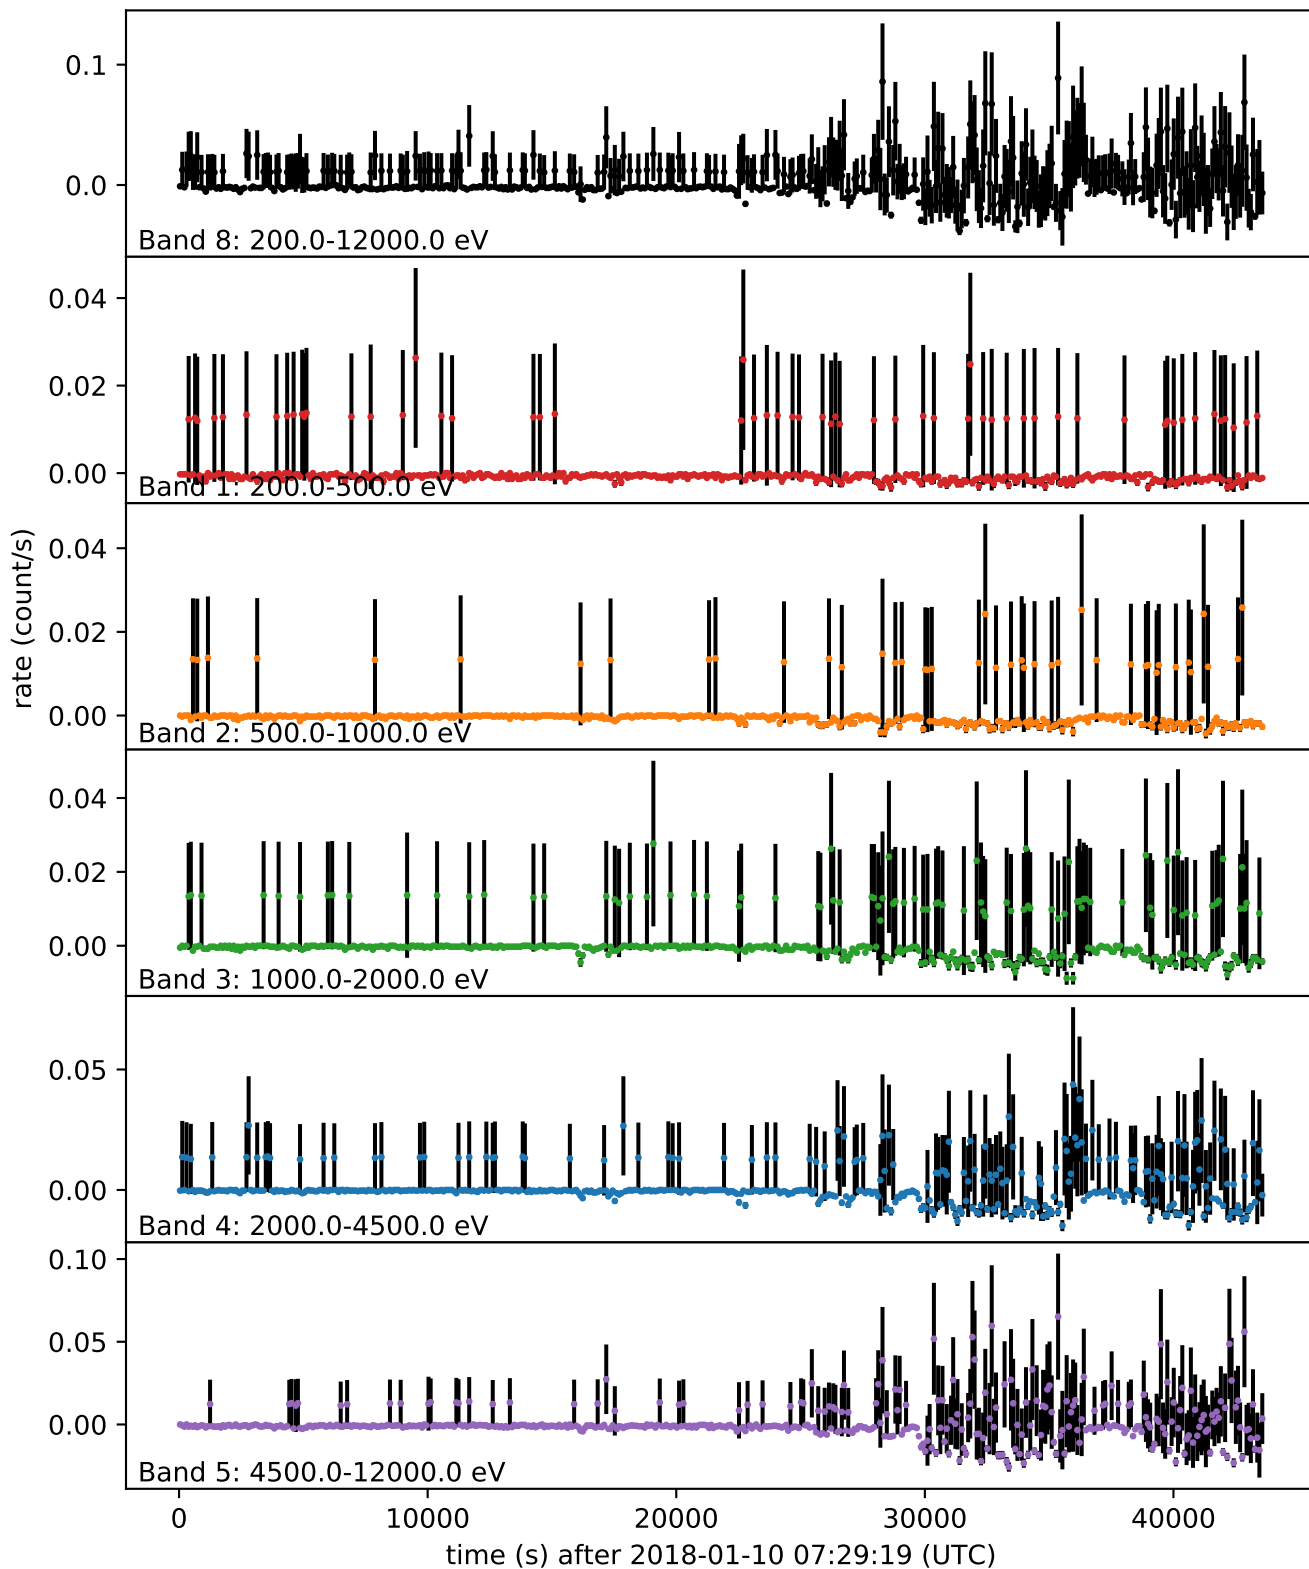 0.1
0.0
Band 8: 200.0-12000.0 eV
0.04
0.02
0.00
Band 1: 200.0-500.0 eV
rate (count/s)
0.04
0.02
0.00
Band 2: 500.0-1000.0 eV
0.04
0.02
0.00
Band 3: 1000.0-2000.0 eV
0.05
0.00
Band 4: 2000.0-4500.0 eV
0.10
0.05
0.00
Band 5: 4500.0-12000.0 eV
0 10000 20000 30000 40000
time (s) after 2018-01-10 07:29:19 (UTC)